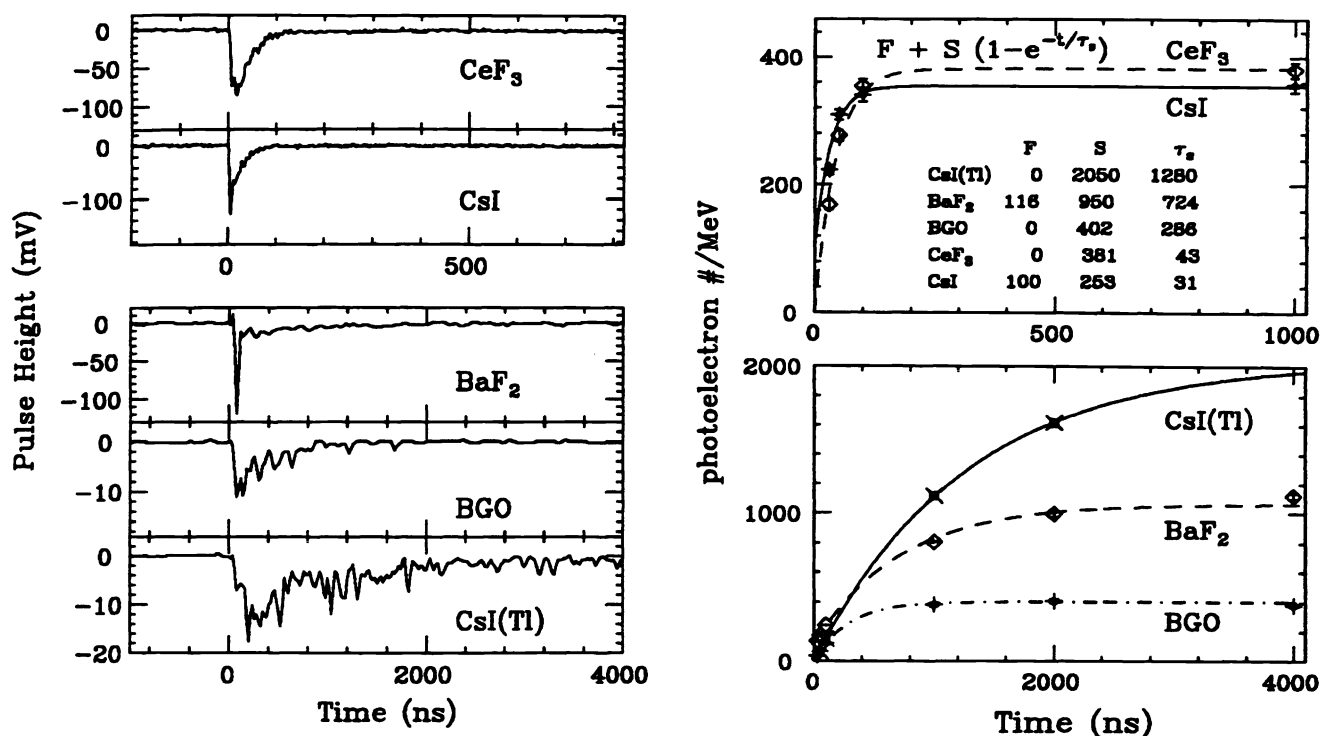 0
−50
−100
CeF3
0
−100
CsI
0
500
0
−50
−100
BaF2
0
−10
BGO
0
−10
−20
CsI(Tl)
0
2000
4000
Time (ns)
Pulse Height (mV)
400
200
0
F + S (1−e^−t/τs)
CeF3
CsI
F S τs
CsI(Tl) 0 2050 1280
BaF2 116 950 724
BGO 0 402 286
CeF3 0 381 43
CsI 100 253 31
0
500
1000
photoelectron #/MeV
2000
1000
0
CsI(Tl)
BaF2
BGO
0
2000
4000
Time (ns)